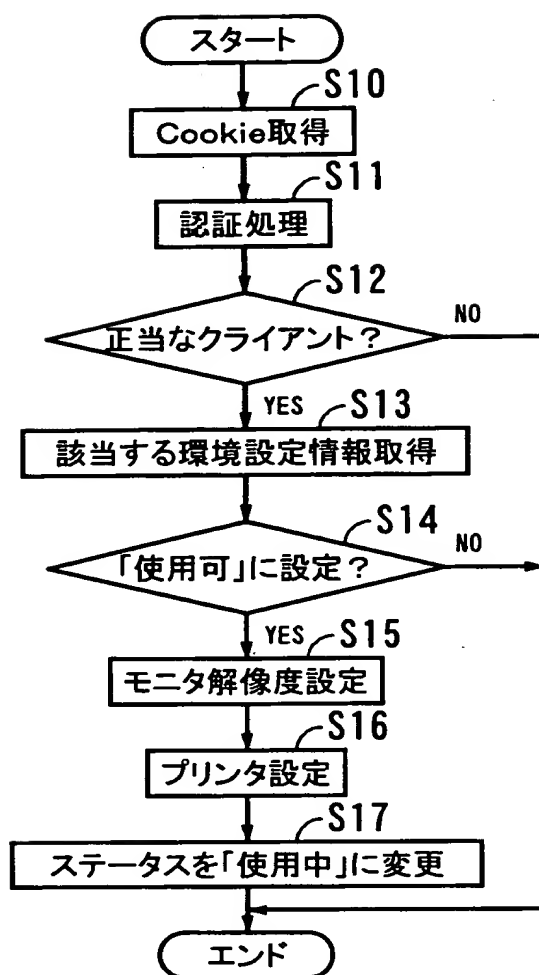 スタート
S10
Cookie取得
S11
認証処理
S12
正当なクライアント?
NO
YES
S13
該当する環境設定情報取得
S14
「使用可」に設定?
NO
YES
S15
モニタ解像度設定
S16
プリンタ設定
S17
ステータスを「使用中」に変更
エンド